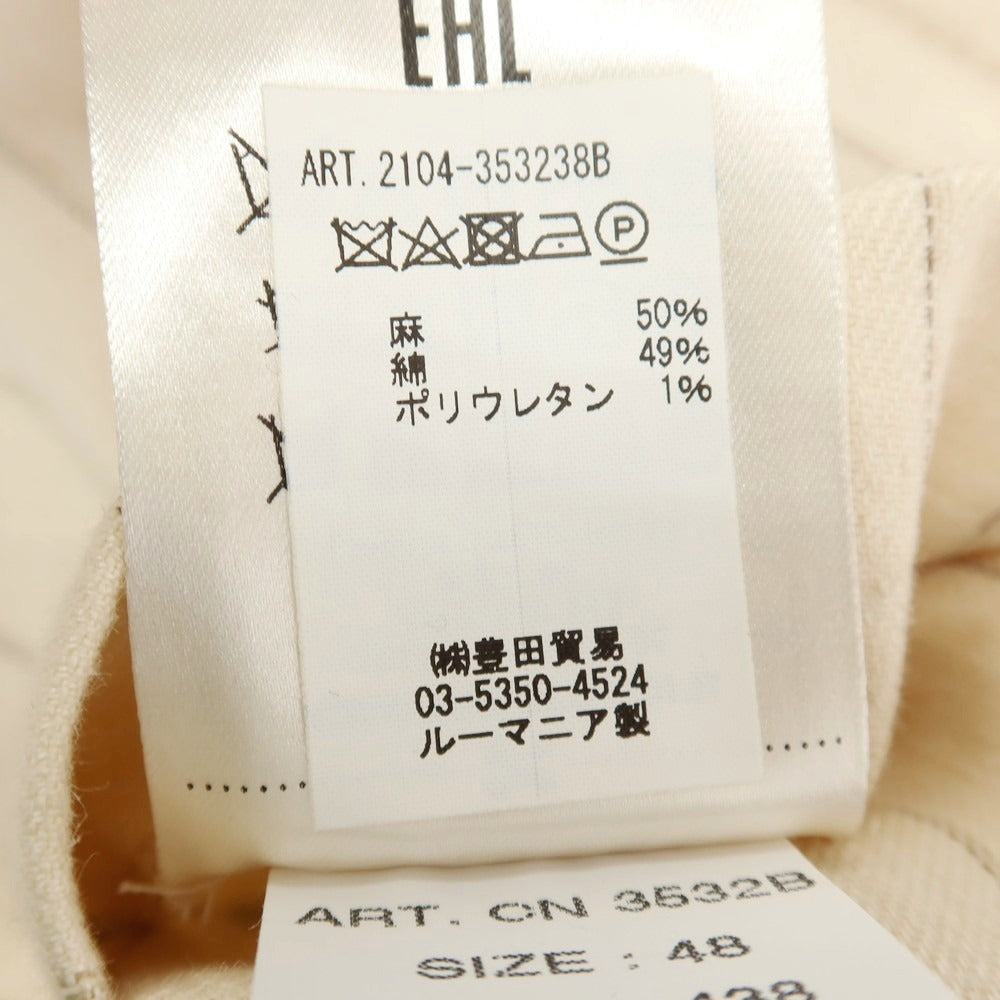 EAC
ART. 2104-353238B
P
麻 50%
綿 49%
ポリウレタン 1%
㈱豊田貿易
03-5350-4524
ルーマニア製
ART. CN 3532B
SIZE : 48